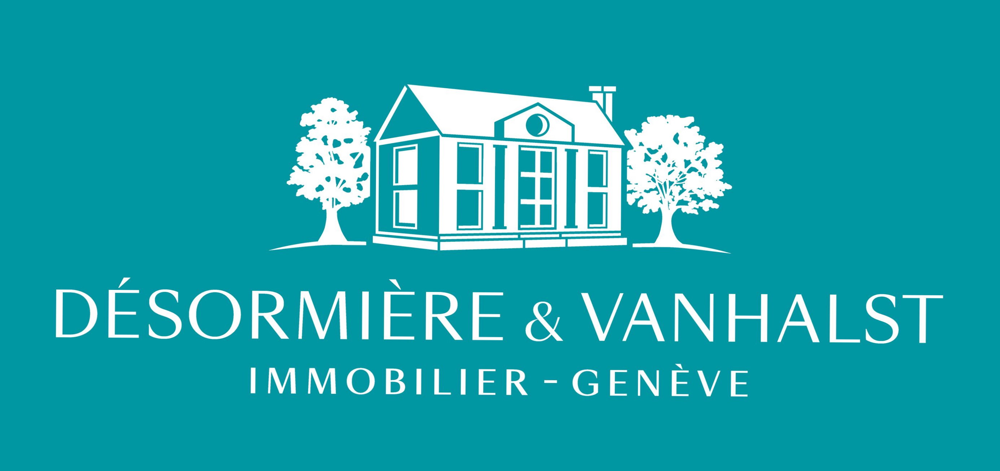 DÉSORMIÈRE & VANHALST
IMMOBILIER - GENÈVE